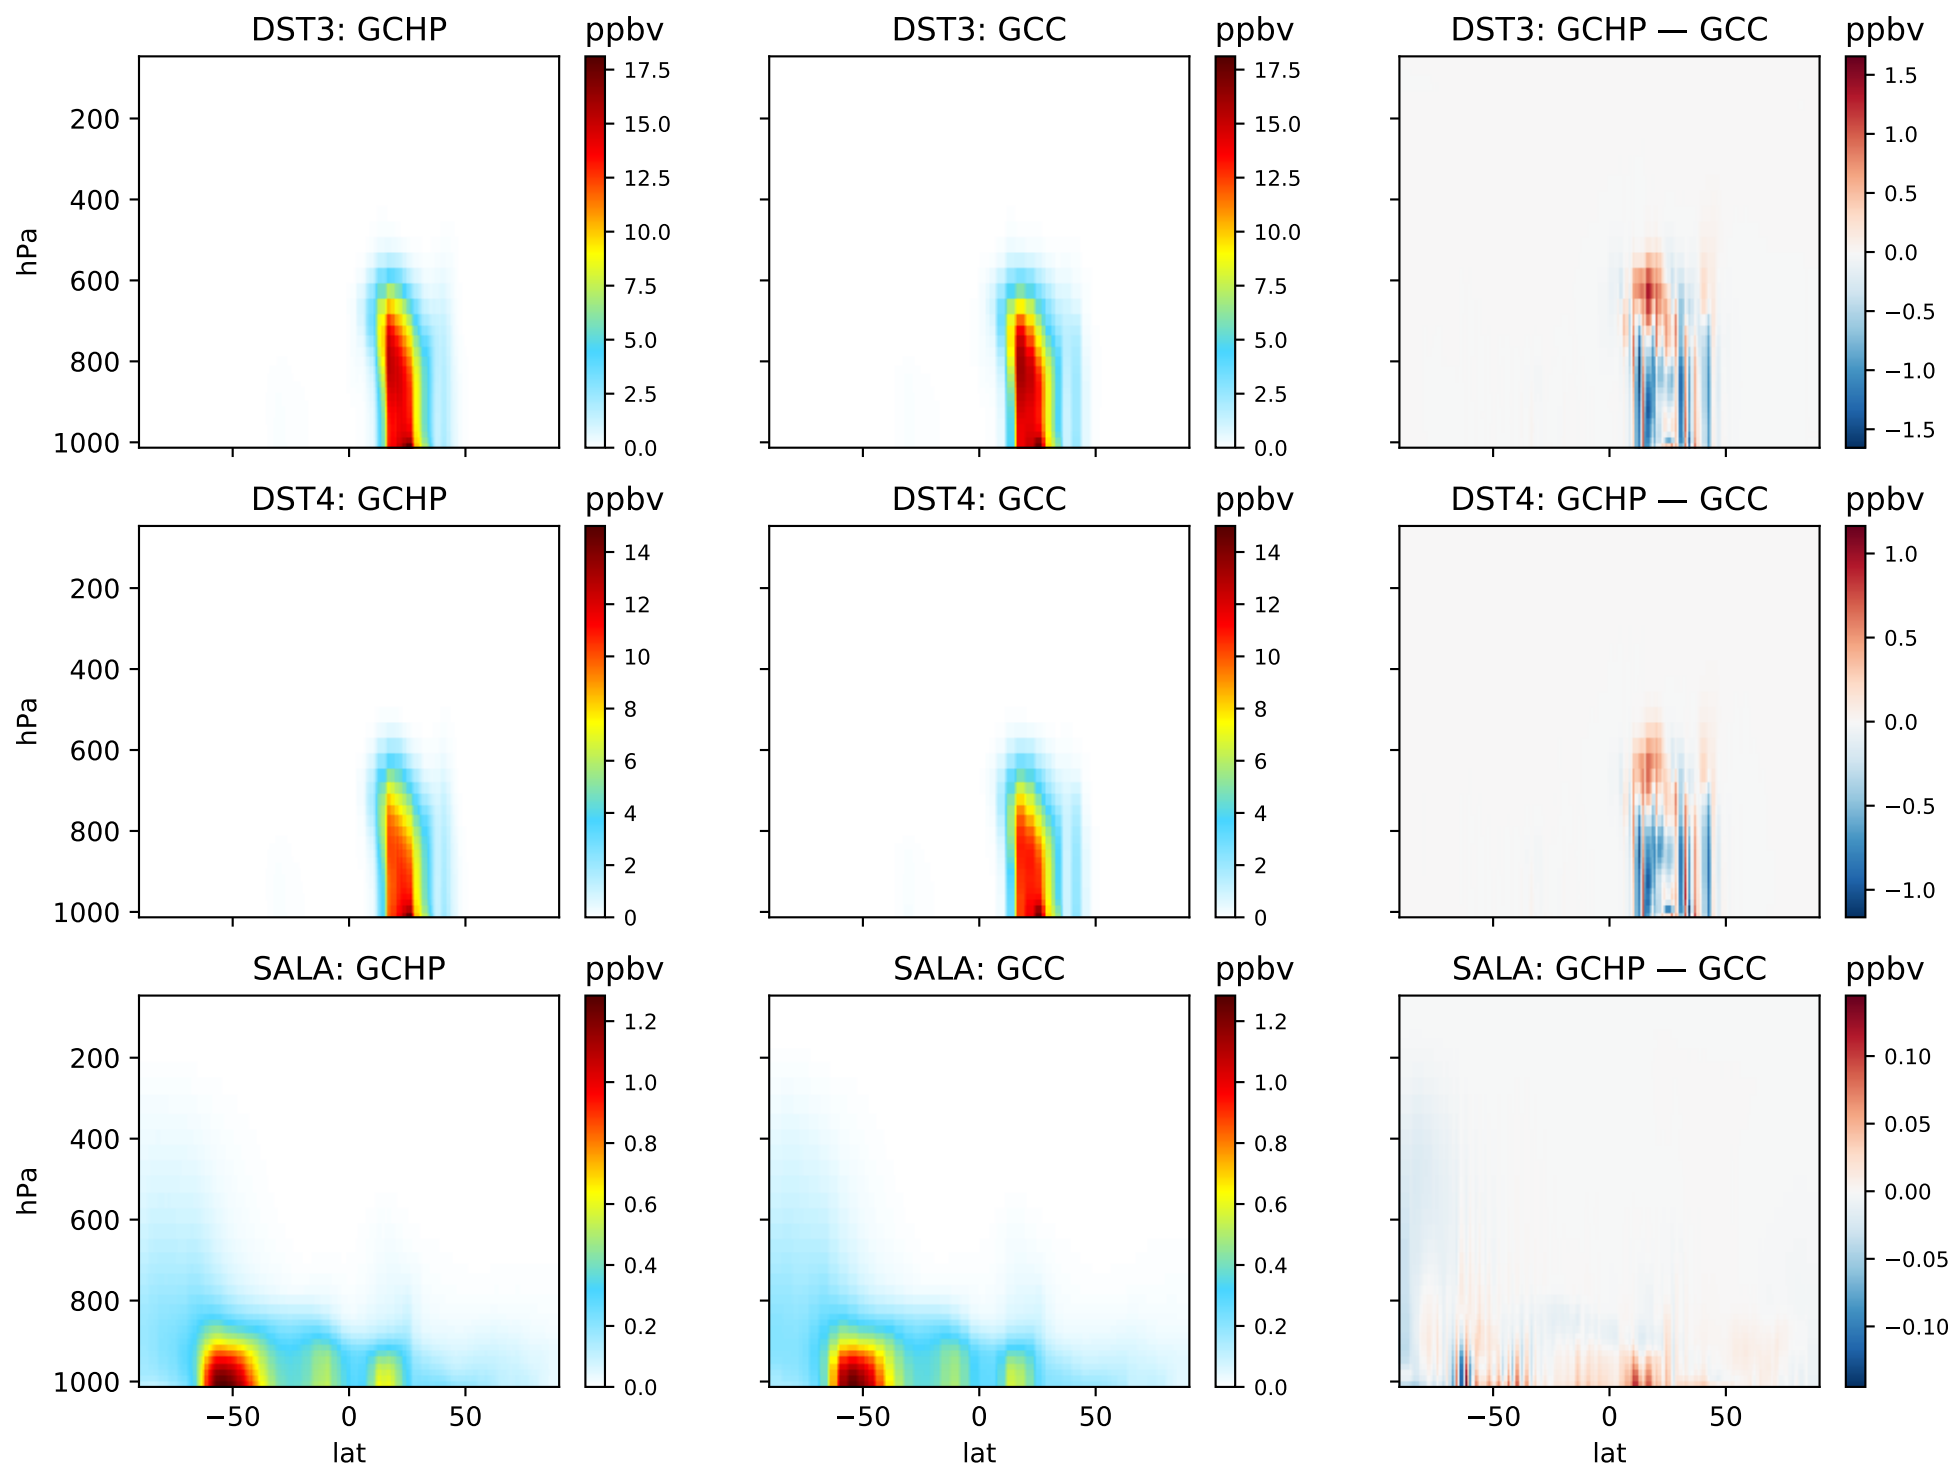 DST3: GCHP
ppbv
DST3: GCC
ppbv
DST3: GCHP — GCC
ppbv
hPa
200
400
600
800
1000
17.5
15.0
12.5
10.0
7.5
5.0
2.5
0.0
17.5
15.0
12.5
10.0
7.5
5.0
2.5
0.0
1.5
1.0
0.5
0.0
−0.5
−1.0
−1.5
DST4: GCHP
ppbv
DST4: GCC
ppbv
DST4: GCHP — GCC
ppbv
hPa
200
400
600
800
1000
14
12
10
8
6
4
2
0
14
12
10
8
6
4
2
0
1.0
0.5
0.0
−0.5
−1.0
SALA: GCHP
ppbv
SALA: GCC
ppbv
SALA: GCHP — GCC
ppbv
hPa
200
400
600
800
1000
1.2
1.0
0.8
0.6
0.4
0.2
0.0
1.2
1.0
0.8
0.6
0.4
0.2
0.0
0.10
0.05
0.00
−0.05
−0.10
−50 0 50
−50 0 50
−50 0 50
lat
lat
lat